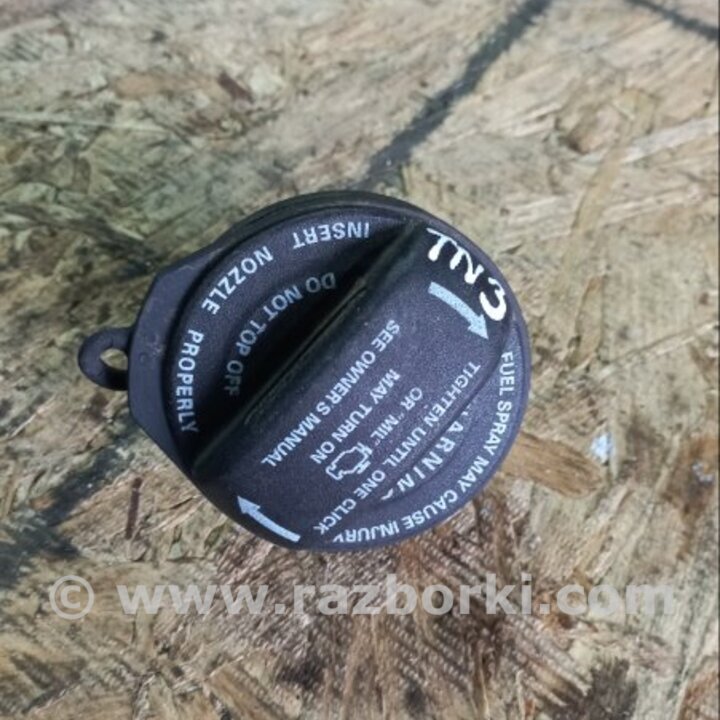 INSERT NOZZLE PROPERLY
DO NOT TOP OFF
TN3
FUEL SPRAY MAY CAUSE INJURY
TIGHTEN UNTIL ONE CLICK
OR "MIL"
MAY TURN ON
SEE OWNER'S MANUAL
© www.razborki.com